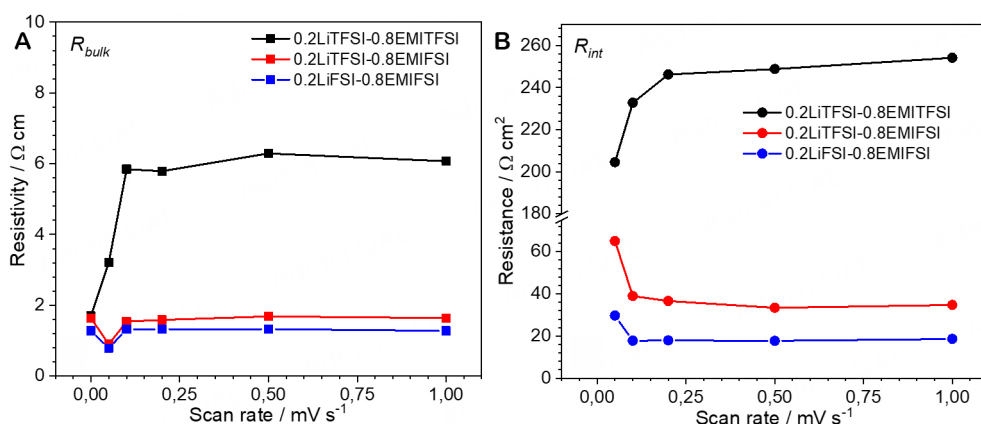 A
R_bulk
0.2LiTFSI-0.8EMITFSI
0.2LiTFSI-0.8EMIFSI
0.2LiFSI-0.8EMIFSI
Resistivity / Ω cm
10
8
6
4
2
0
0,00 0,25 0,50 0,75 1,00
Scan rate / mV s⁻¹
B
R_int
0.2LiTFSI-0.8EMITFSI
0.2LiTFSI-0.8EMIFSI
0.2LiFSI-0.8EMIFSI
Resistance / Ω cm²
260
240
220
200
180
60
40
20
0
0,00 0,25 0,50 0,75 1,00
Scan rate / mV s⁻¹